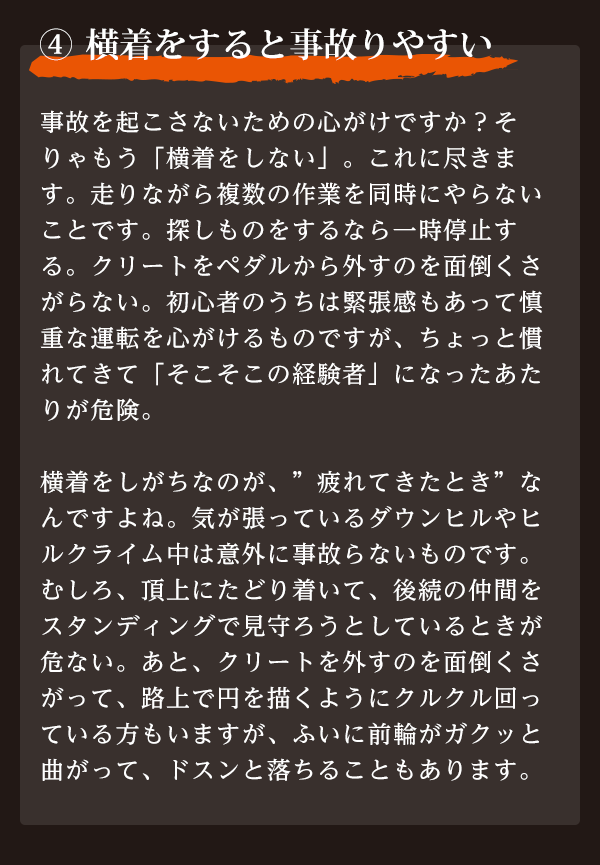 ④ 横着をすると事故りやすい
事故を起こさないための心がけですか？そ
りゃもう「横着をしない」。これに尽きま
す。走りながら複数の作業を同時にやらない
ことです。探しものをするなら一時停止す
る。クリートをペダルから外すのを面倒くさ
がらない。初心者のうちは緊張感もあって慎
重な運転を心がけるものですが、ちょっと慣
れてきて「そこそこの経験者」になったあた
りが危険。
横着をしがちなのが、”疲れてきたとき”な
んですよね。気が張っているダウンヒルやヒ
ルクライム中は意外に事故らないものです。
むしろ、頂上にたどり着いて、後続の仲間を
スタンディングで見守ろうとしているときが
危ない。あと、クリートを外すのを面倒くさ
がって、路上で円を描くようにクルクル回っ
ている方もいますが、ふいに前輪がガクッと
曲がって、ドスンと落ちることもあります。